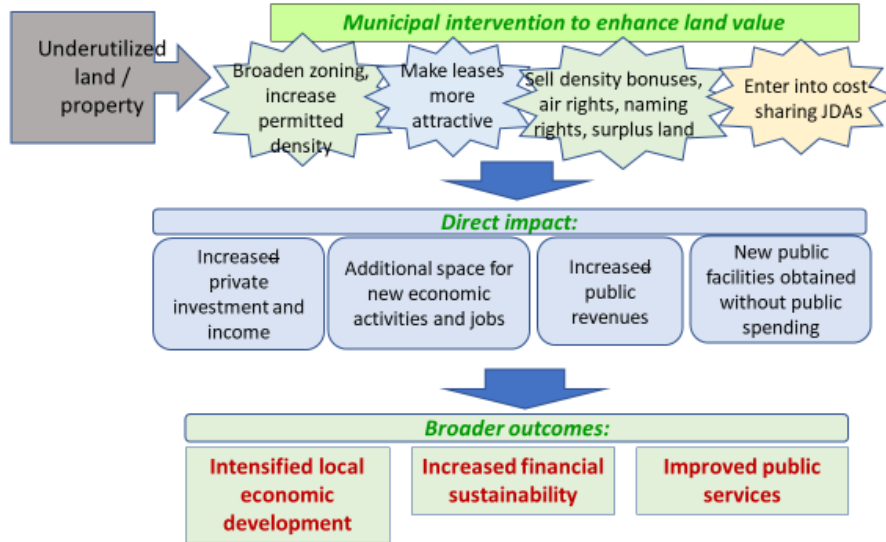 Municipal intervention to enhance land value
Underutilized
land /
property
Broaden zoning,
increase
permitted
density
Make leases
more
attractive
Sell density bonuses,
air rights, naming
rights, surplus land
Enter into cost-
sharing JDAs
Direct impact:
Increased
private
investment and
income
Additional space for
new economic
activities and jobs
Increased
public
revenues
New public
facilities obtained
without public
spending
Broader outcomes:
Intensified local
economic
development
Increased financial
sustainability
Improved public
services